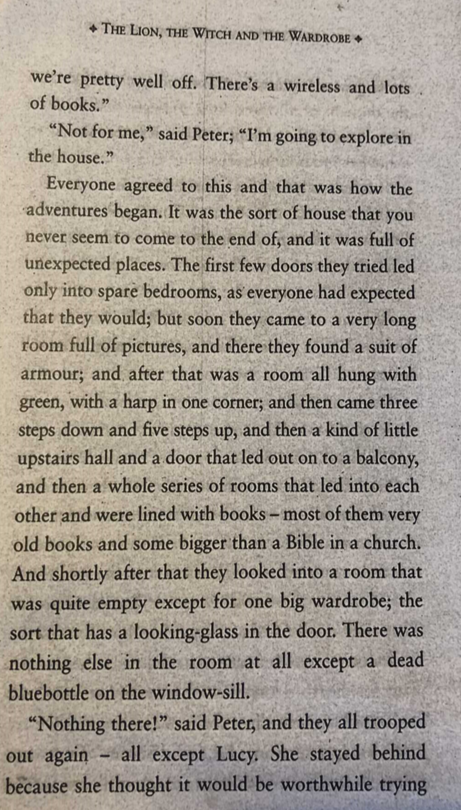 ✦ The Lion, the Witch and the Wardrobe ✦
we're pretty well off. There's a wireless and lots
of books."
"Not for me," said Peter; "I'm going to explore in
the house."
Everyone agreed to this and that was how the
adventures began. It was the sort of house that you
never seem to come to the end of, and it was full of
unexpected places. The first few doors they tried led
only into spare bedrooms, as everyone had expected
that they would; but soon they came to a very long
room full of pictures, and there they found a suit of
armour; and after that was a room all hung with
green, with a harp in one corner; and then came three
steps down and five steps up, and then a kind of little
upstairs hall and a door that led out on to a balcony,
and then a whole series of rooms that led into each
other and were lined with books – most of them very
old books and some bigger than a Bible in a church.
And shortly after that they looked into a room that
was quite empty except for one big wardrobe; the
sort that has a looking-glass in the door. There was
nothing else in the room at all except a dead
bluebottle on the window-sill.
"Nothing there!" said Peter, and they all trooped
out again – all except Lucy. She stayed behind
because she thought it would be worthwhile trying